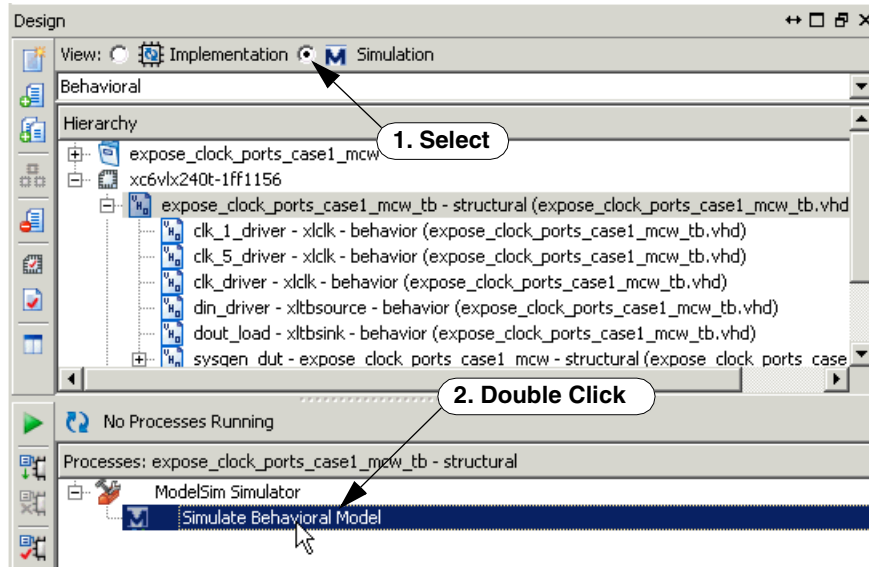 Design
View: Implementation Simulation
Behavioral
Hierarchy
1. Select
expose_clock_ports_case1_mcw
xc6vlx240t-1ff1156
expose_clock_ports_case1_mcw_tb - structural (expose_clock_ports_case1_mcw_tb.vhd
clk_1_driver - xlclk - behavior (expose_clock_ports_case1_mcw_tb.vhd)
clk_5_driver - xlclk - behavior (expose_clock_ports_case1_mcw_tb.vhd)
clk_driver - xlclk - behavior (expose_clock_ports_case1_mcw_tb.vhd)
din_driver - xltbsource - behavior (expose_clock_ports_case1_mcw_tb.vhd)
dout_load - xltbsink - behavior (expose_clock_ports_case1_mcw_tb.vhd)
sysgen_dut - expose_clock_ports_case1_mcw - structural (expose_clock_ports_case
2. Double Click
No Processes Running
Processes: expose_clock_ports_case1_mcw_tb - structural
ModelSim Simulator
Simulate Behavioral Model